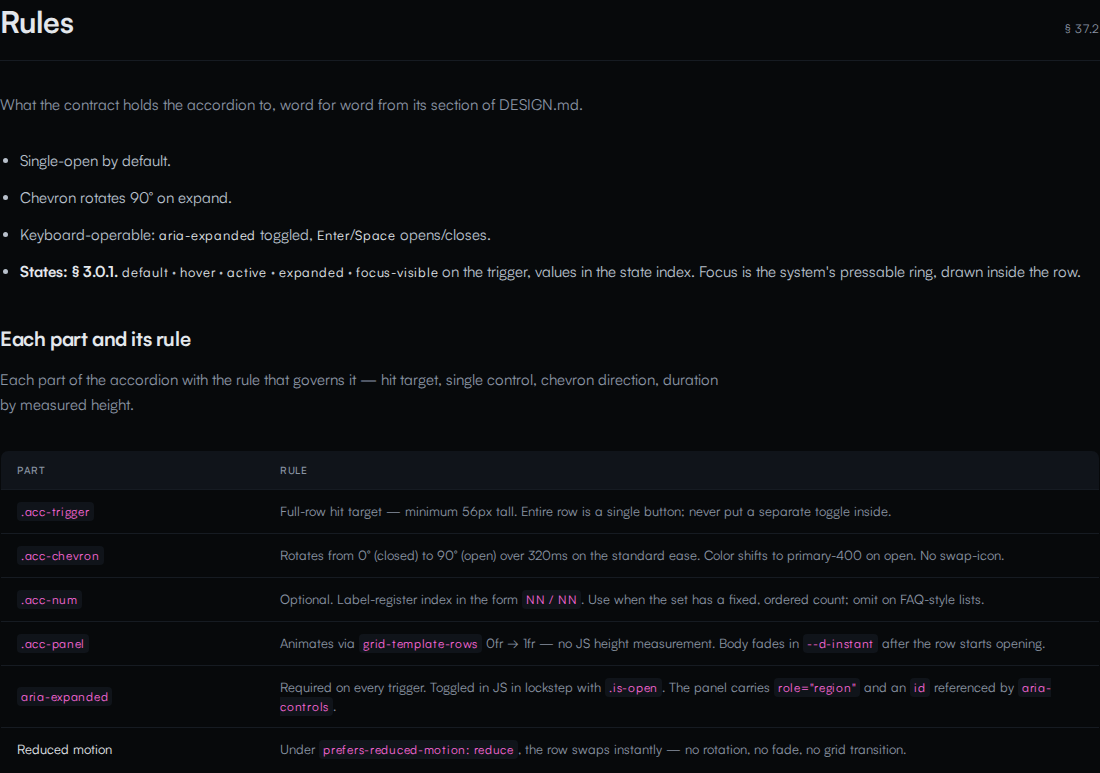 Rules
§ 37.2
What the contract holds the accordion to, word for word from its section of DESIGN.md.
• Single-open by default.
• Chevron rotates 90° on expand.
• Keyboard-operable: aria-expanded toggled, Enter/Space opens/closes.
• States: § 3.0.1. default · hover · active · expanded · focus-visible on the trigger, values in the state index. Focus is the system's pressable ring, drawn inside the row.
Each part and its rule
Each part of the accordion with the rule that governs it — hit target, single control, chevron direction, duration
by measured height.
PART RULE
.acc-trigger Full-row hit target — minimum 56px tall. Entire row is a single button; never put a separate toggle inside.
.acc-chevron Rotates from 0° (closed) to 90° (open) over 320ms on the standard ease. Color shifts to primary-400 on open. No swap-icon.
.acc-num Optional. Label-register index in the form NN / NN. Use when the set has a fixed, ordered count; omit on FAQ-style lists.
.acc-panel Animates via grid-template-rows 0fr → 1fr — no JS height measurement. Body fades in --d-instant after the row starts opening.
aria-expanded Required on every trigger. Toggled in JS in lockstep with .is-open. The panel carries role="region" and an id referenced by aria-
controls.
Reduced motion Under prefers-reduced-motion: reduce, the row swaps instantly — no rotation, no fade, no grid transition.